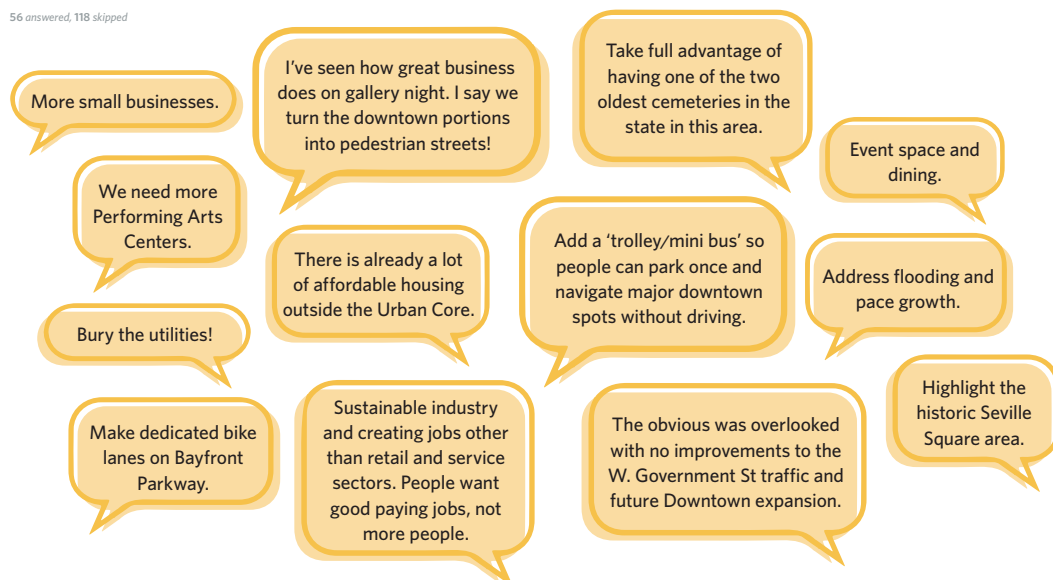 56 answered, 118 skipped
More small businesses.
I've seen how great business
does on gallery night. I say we
turn the downtown portions
into pedestrian streets!
Take full advantage of
having one of the two
oldest cemeteries in the
state in this area.
Event space and
dining.
We need more
Performing Arts
Centers.
There is already a lot
of affordable housing
outside the Urban Core.
Add a ‘trolley/mini bus’ so
people can park once and
navigate major downtown
spots without driving.
Address flooding and
pace growth.
Bury the utilities!
Make dedicated bike
lanes on Bayfront
Parkway.
Sustainable industry
and creating jobs other
than retail and service
sectors. People want
good paying jobs, not
more people.
The obvious was overlooked
with no improvements to the
W. Government St traffic and
future Downtown expansion.
Highlight the
historic Seville
Square area.